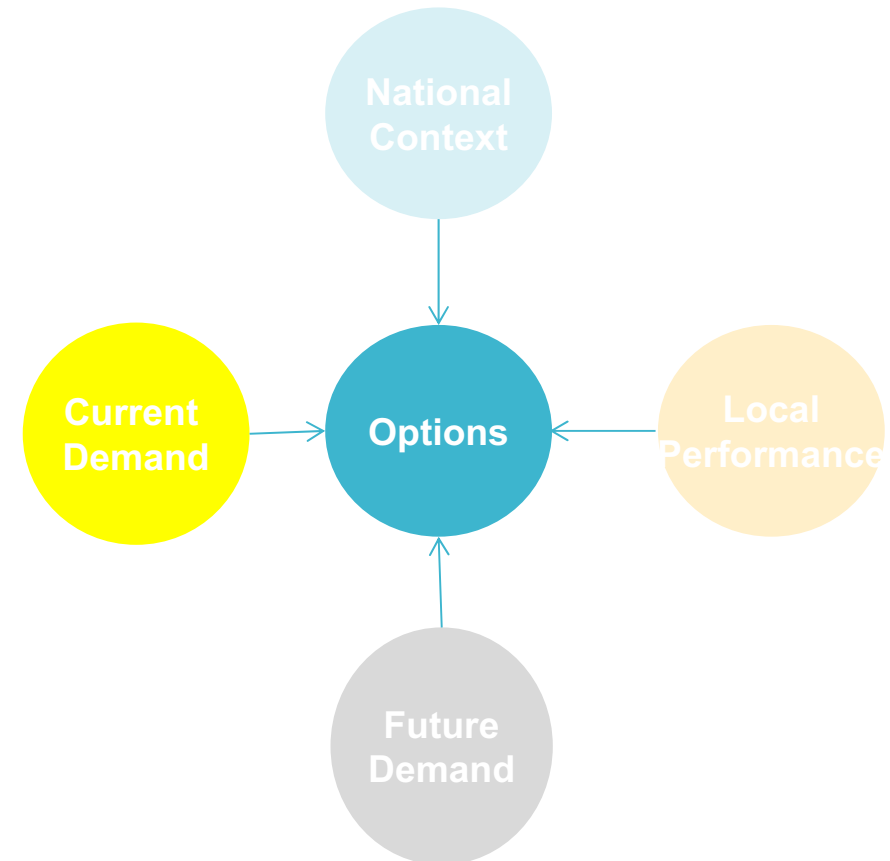 National
Context
Current
Demand
Options
Local
Performance
Future
Demand